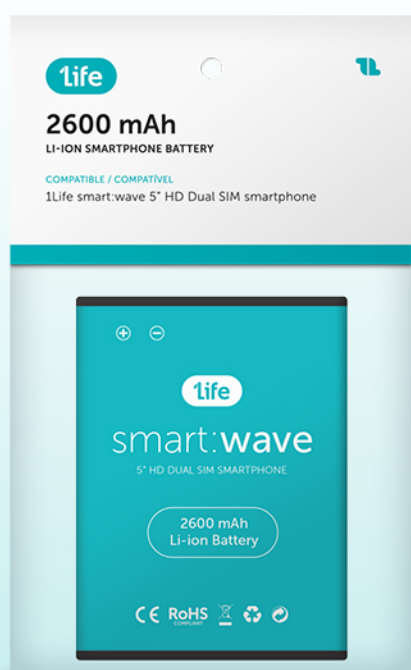 1life
1L
2600 mAh
LI-ION SMARTPHONE BATTERY
COMPATIBLE / COMPATÍVEL
1Life smart:wave 5" HD Dual SIM smartphone
1life
smart:wave
5" HD DUAL SIM SMARTPHONE
2600 mAh
Li-ion Battery
CE RoHS
COMPLIANT